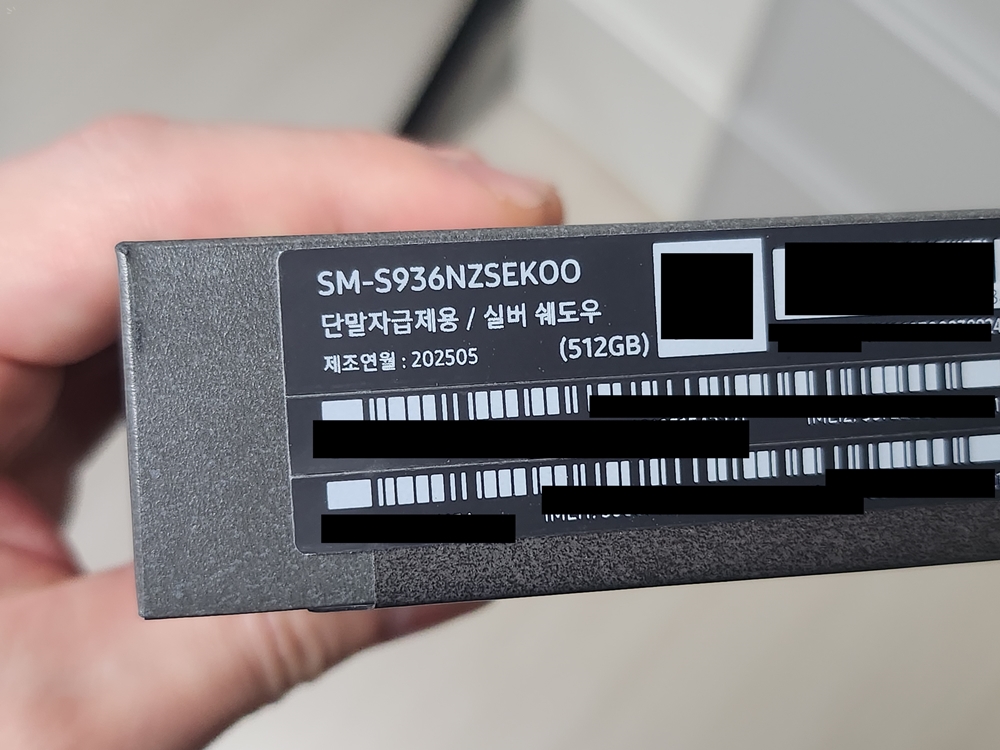 SM-S936NZSEKOO
단말자급제용 / 실버 쉐도우
(512GB)
제조연월 : 202505